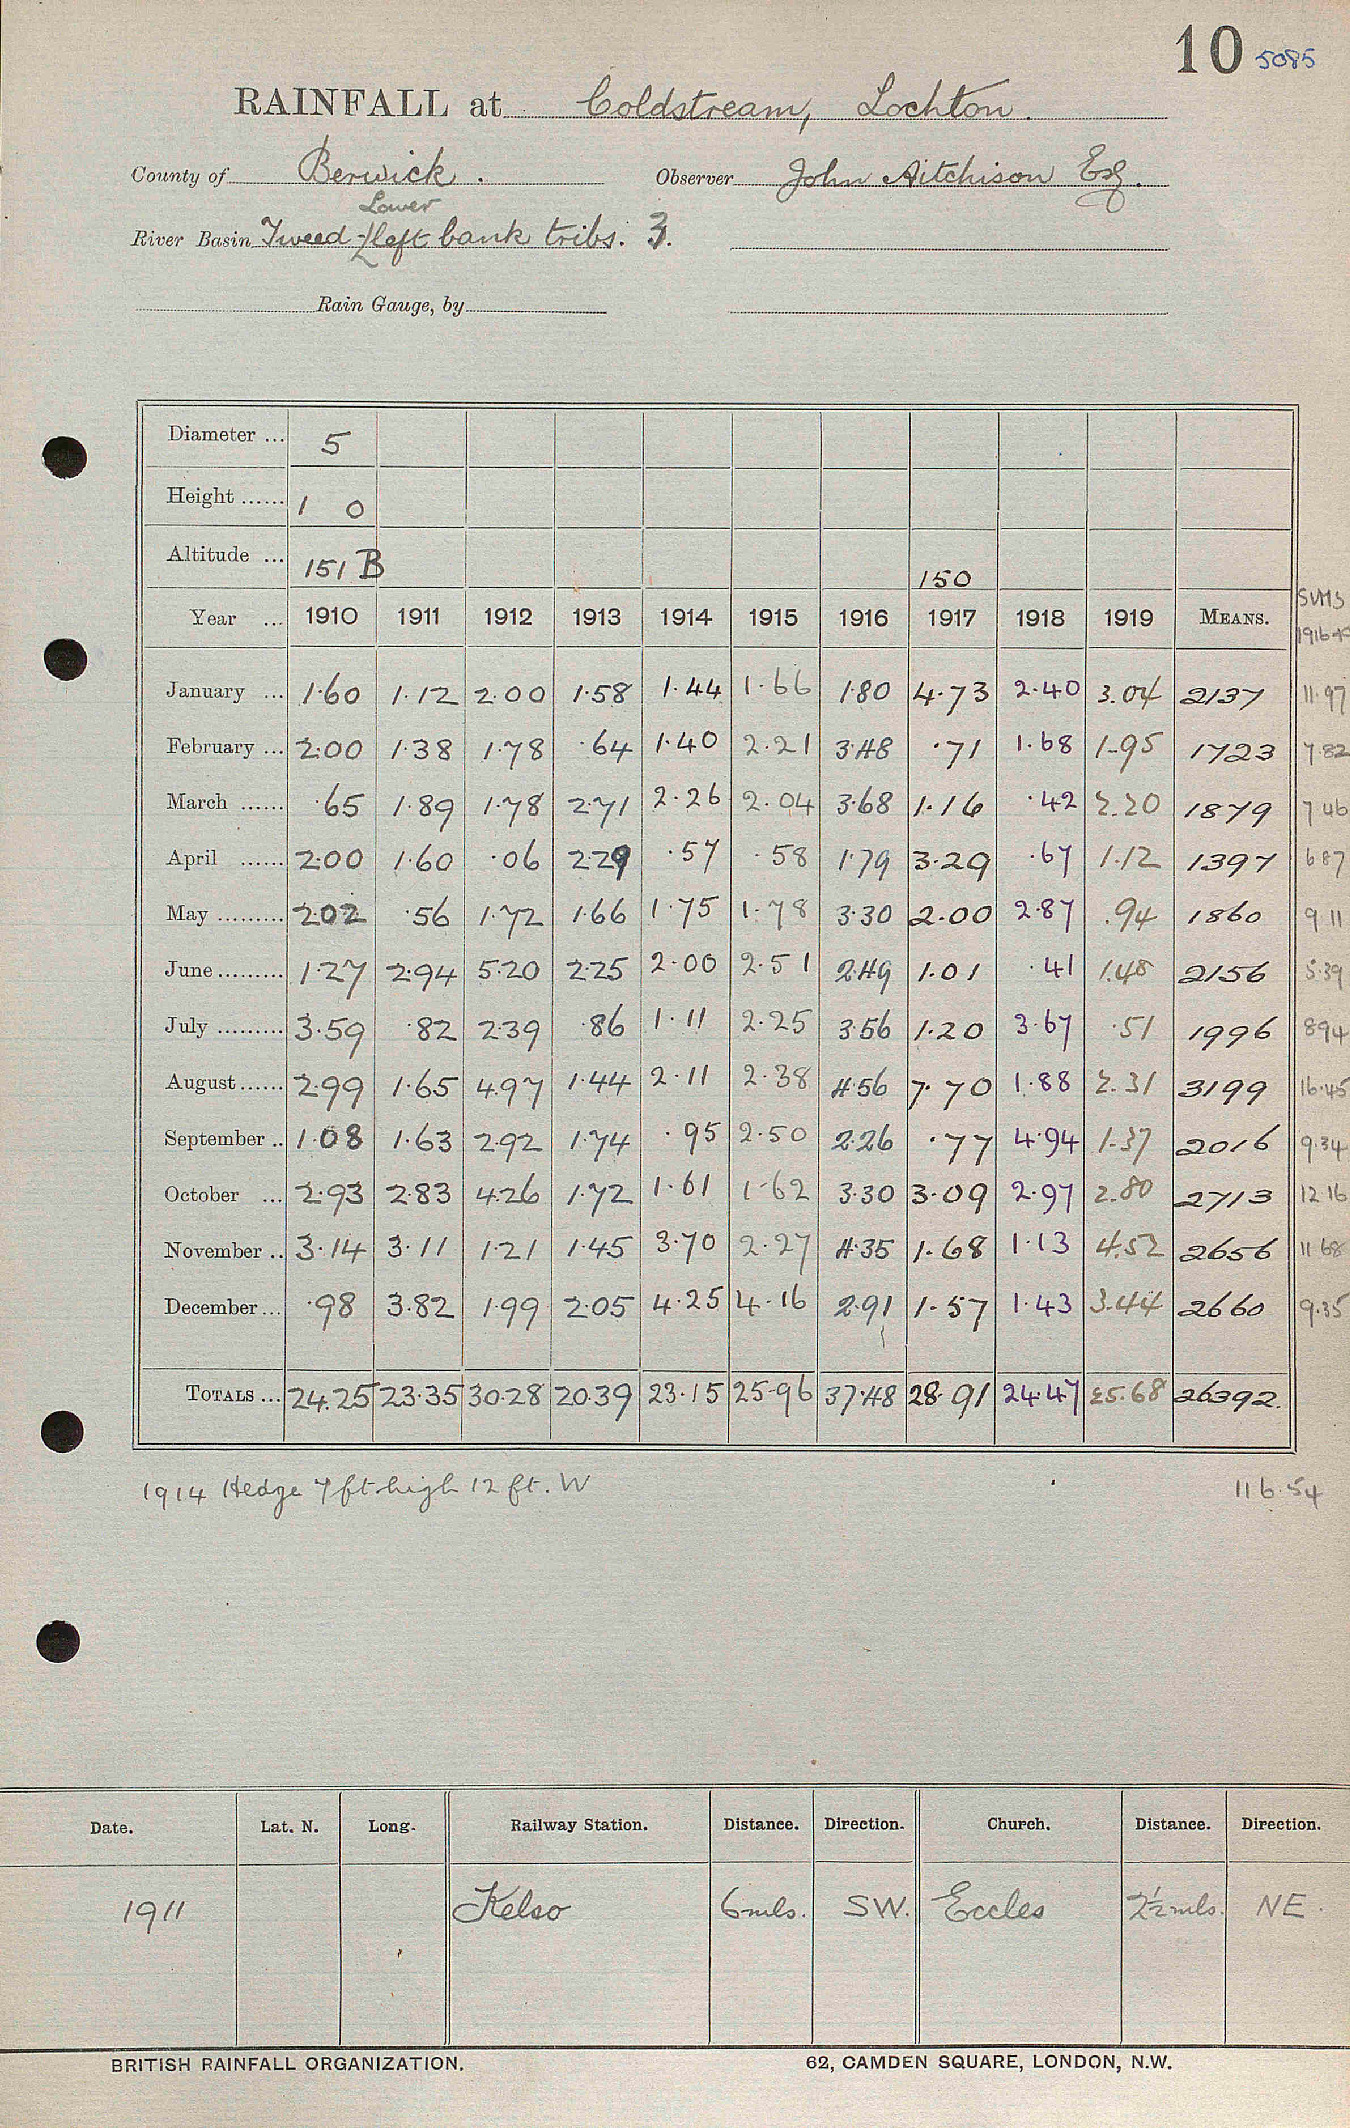 10 5085
RAINFALL at Coldstream, Lochton.
County of Berwick. Observer John Aitchison Esq.
Lower
River Basin Tweed - left bank tribs. 3.
Rain Gauge, by
Diameter ... 5
Height ...... 1 0
Altitude ... 151 B 150
SUMS
Year ... 1910 1911 1912 1913 1914 1915 1916 1917 1918 1919 MEANS. 1916
January ... 1.60 1.12 2.00 1.58 1.44 1.66 1.80 4.73 2.40 3.04 2137 11.97
February ... 2.00 1.38 1.78 .64 1.40 2.21 3.48 .71 1.68 1.95 1723 7.82
March ...... .65 1.89 1.78 2.71 2.26 2.04 3.68 1.16 .42 2.20 1879 7 46
April ...... 2.00 1.60 .06 2.29 .57 .58 1.79 3.29 .67 1.12 1397 6 87
May ......... 2.02 .56 1.72 1.66 1.75 1.78 3.30 2.00 2.87 .94 1860 9 11
June ......... 1.27 2.94 5.20 2.25 2.00 2.51 2.49 1.01 .41 1.48 2156 5.39
July ......... 3.59 .82 2.39 .86 1.11 2.25 3.56 1.20 3.67 .51 1996 8 94
August ...... 2.99 1.65 4.97 1.44 2.11 2.38 4.56 7.70 1.88 2.31 3199 16.45
September .. 1.08 1.63 2.92 1.74 .95 2.50 2.26 .77 4.94 1.37 2016 9.34
October ... 2.93 2.83 4.26 1.72 1.61 1.62 3.30 3.09 2.97 2.80 2713 12 16
November .. 3.14 3.11 1.21 1.45 3.70 2.27 4.35 1.68 1.13 4.52 2656 11 68
December ... .98 3.82 1.99 2.05 4.25 4.16 2.91 1.57 1.43 3.44 2660 9.35
TOTALS ... 24.25 23.35 30.28 20.39 23.15 25.96 37.48 28.91 24.47 25.68 26392.
1914 Hedge 7 ft. high 12 ft. W 116.54
Date. Lat. N. Long. Railway Station. Distance. Direction. Church. Distance. Direction.
1911 Kelso 6 mls. SW. Eccles 2½ mls. NE.
BRITISH RAINFALL ORGANIZATION. 62, CAMDEN SQUARE, LONDON, N.W.